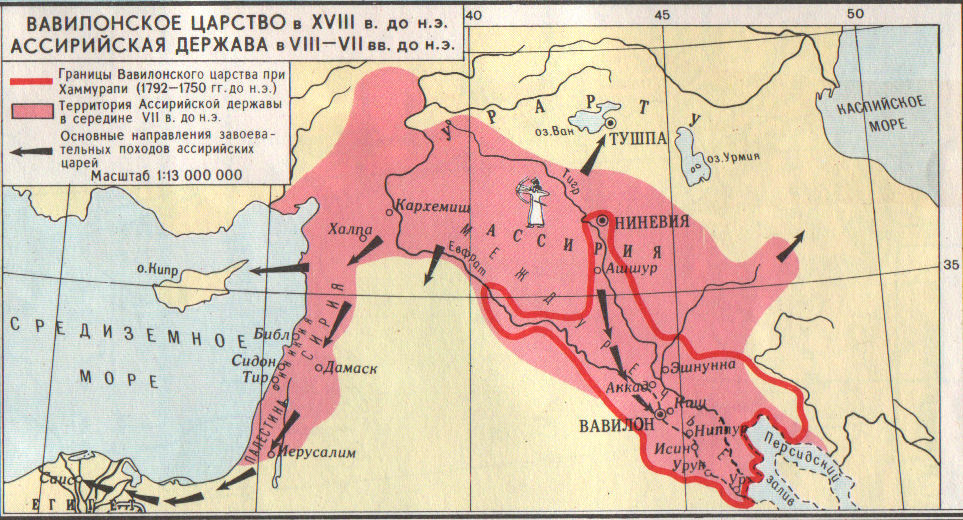 ВАВИЛОНСКОЕ ЦАРСТВО в XVIII в. до н.э.
АССИРИЙСКАЯ ДЕРЖАВА в VIII–VII вв. до н.э.
Границы Вавилонского царства при
Хаммурапи (1792–1750 гг. до н.э.)
Территория Ассирийской державы
в середине VII в. до н.э.
Основные направления завоева-
тельных походов ассирийских
царей
Масштаб 1:13 000 000
40
45
50
35
УРАРТУ
оз.Ван
ТУШПА
оз.Урмия
КАСПИЙСКОЕ
МОРЕ
Тигр
Кархемиш
Халпа
НИНЕВИЯ
АССИРИЯ
МЕЖДУРЕЧЬЕ
Евфрат
Ашшур
о.Кипр
СРЕДИЗЕМНОЕ
МОРЕ
СИРИЯ
ФИНИКИЯ
Библ
Сидон
Тир
Дамаск
ПАЛЕСТИНА
Иерусалим
Саис
ЕГИПЕТ
Эшнунна
Аккад
Киш
ВАВИЛОН
Ниппур
Исин
Урук
Ур
Персидский
залив